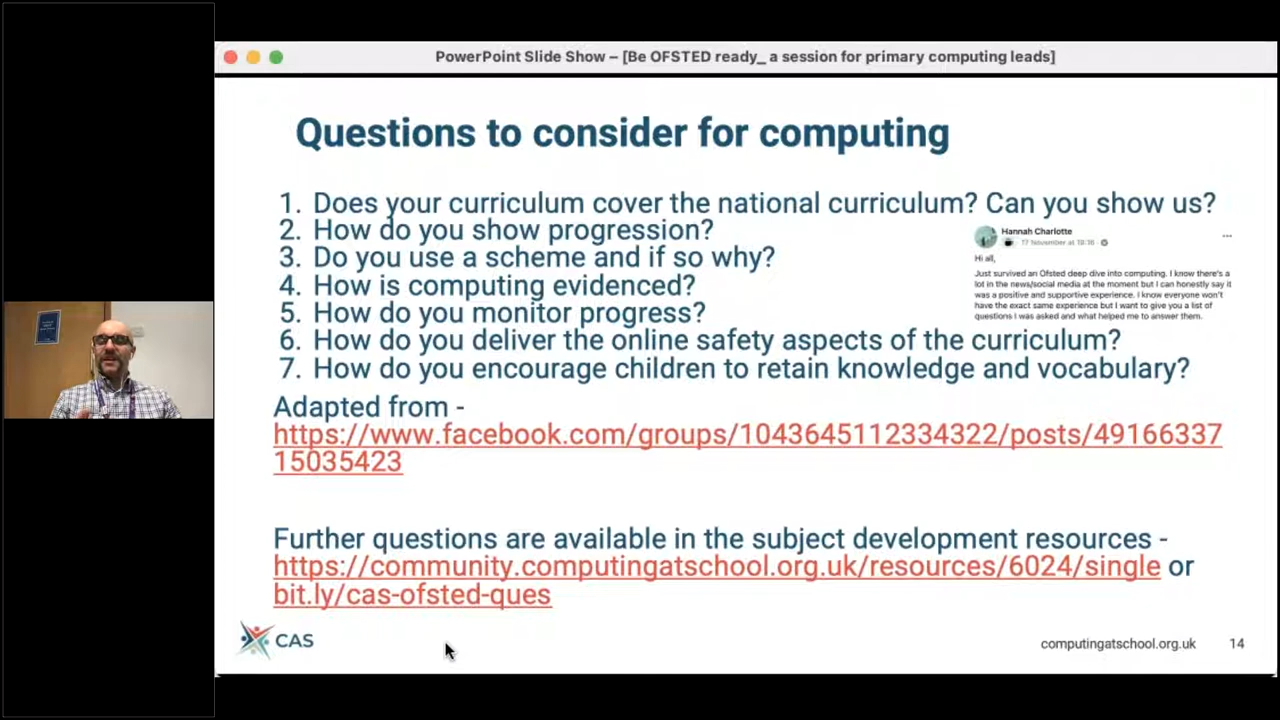 PowerPoint Slide Show – [Be OFSTED ready_ a session for primary computing leads]
Questions to consider for computing
1. Does your curriculum cover the national curriculum? Can you show us?
2. How do you show progression?
3. Do you use a scheme and if so why?
4. How is computing evidenced?
5. How do you monitor progress?
6. How do you deliver the online safety aspects of the curriculum?
7. How do you encourage children to retain knowledge and vocabulary?
Hannah Charlotte
17 November at 18:16
Hi all,
Just survived an Ofsted deep dive into computing. I know there's a
lot in the news/social media at the moment but I can honestly say it
was a positive and supportive experience. I know everyone won't
have the exact same experience but I want to give you a list of
questions I was asked and what helped me to answer them.
Adapted from -
https://www.facebook.com/groups/1043645112334322/posts/49166337
15035423
Further questions are available in the subject development resources -
https://community.computingatschool.org.uk/resources/6024/single or
bit.ly/cas-ofsted-ques
CAS
computingatschool.org.uk 14